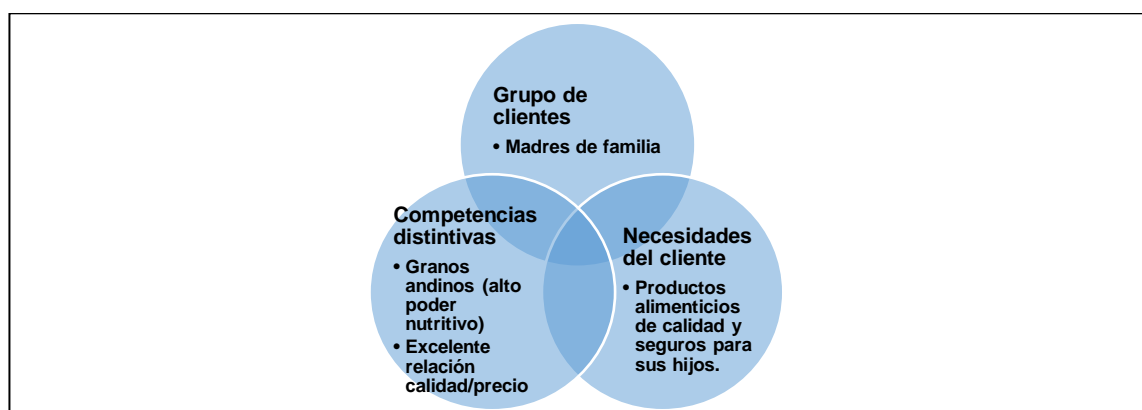 Grupo de
clientes
• Madres de familia
Competencias
distintivas
• Granos
andinos (alto
poder
nutritivo)
• Excelente
relación
calidad/precio
Necesidades
del cliente
• Productos
alimenticios
de calidad y
seguros para
sus hijos.